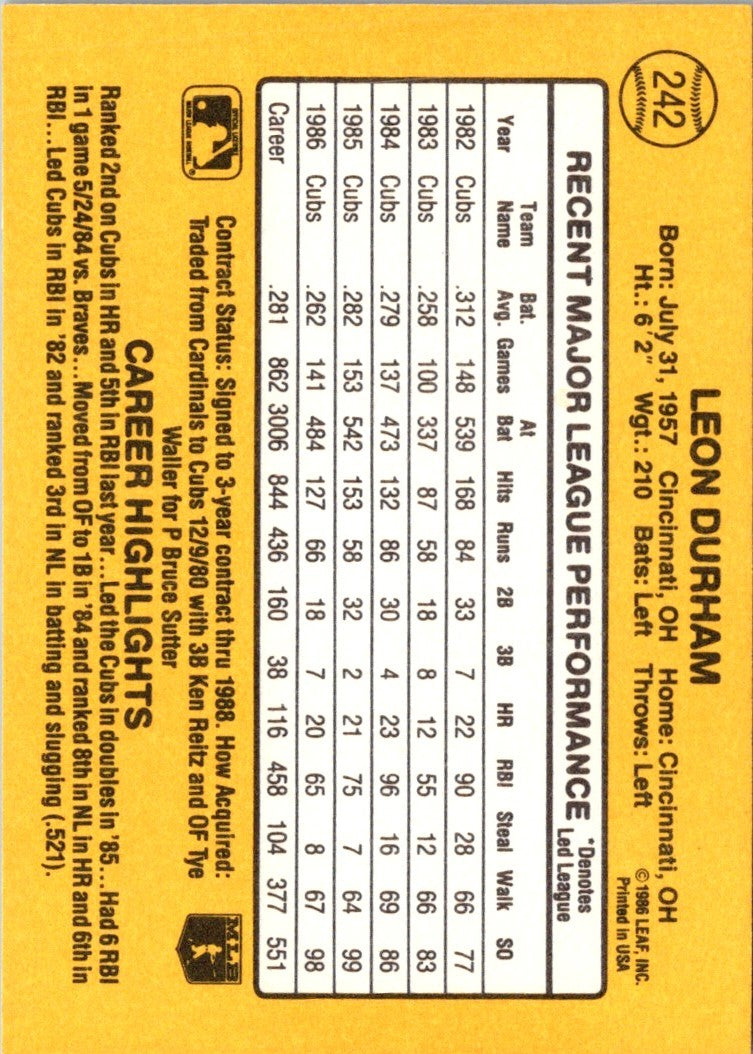 242
LEON DURHAM
Born: July 31, 1957 Cincinnati, OH Home: Cincinnati, OH
Ht.: 6' 2" Wgt.: 210 Bats: Left Throws: Left
©1986 LEAF, INC.
Printed in USA
RECENT MAJOR LEAGUE PERFORMANCE *Denotes
Led League
Team Bat. At
Year Name Avg. Games Bat Hits Runs 2B 3B HR RBI Steal Walk SO
1982 Cubs .312 148 539 168 84 33 7 22 90 28 66 77
1983 Cubs .258 100 337 87 58 18 8 12 55 12 66 83
1984 Cubs .279 137 473 132 86 30 4 23 96 16 69 86
1985 Cubs .282 153 542 153 58 32 2 21 75 7 64 99
1986 Cubs .262 141 484 127 66 18 7 20 65 8 67 98
Career .281 862 3006 844 436 160 38 116 458 104 377 551
Contract Status: Signed to 3-year contract thru 1988. How Acquired:
Traded from Cardinals to Cubs 12/9/80 with 3B Ken Reitz and OF Tye
Waller for P Bruce Sutter
MLB
CAREER HIGHLIGHTS
Ranked 2nd on Cubs in HR and 5th in RBI last year... Led the Cubs in doubles in '85... Had 6 RBI
in 1 game 5/24/84 vs. Braves... Moved from OF to 1B in '84 and ranked 8th in NL in HR and 6th in
RBI... Led Cubs in RBI in '82 and ranked 3rd in NL in batting and slugging (.521).